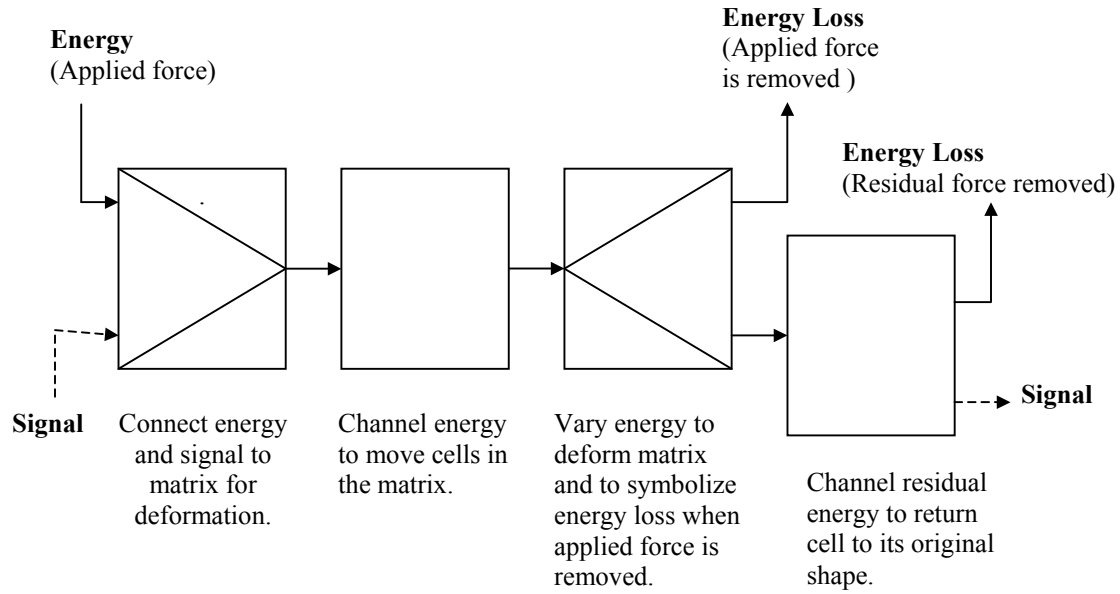 Energy
(Applied force)
Energy Loss
(Applied force
is removed )
Energy Loss
(Residual force removed)
Signal
Connect energy
and signal to
matrix for
deformation.
Channel energy
to move cells in
the matrix.
Vary energy to
deform matrix
and to symbolize
energy loss when
applied force is
removed.
Signal
Channel residual
energy to return
cell to its original
shape.